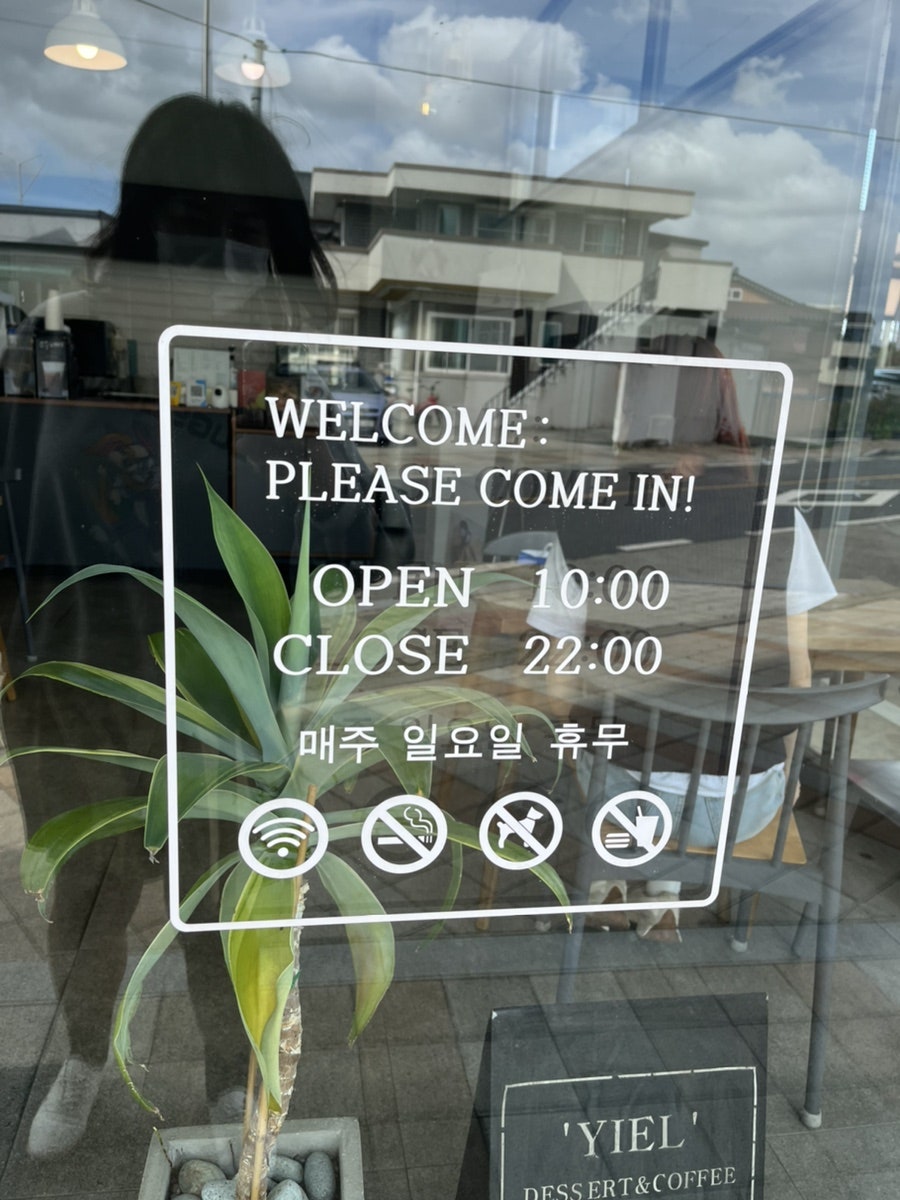 WELCOME:
PLEASE COME IN!
OPEN 10:00
CLOSE 22:00
매주 일요일 휴무
'YIEL'
DESSERT&COFFEE